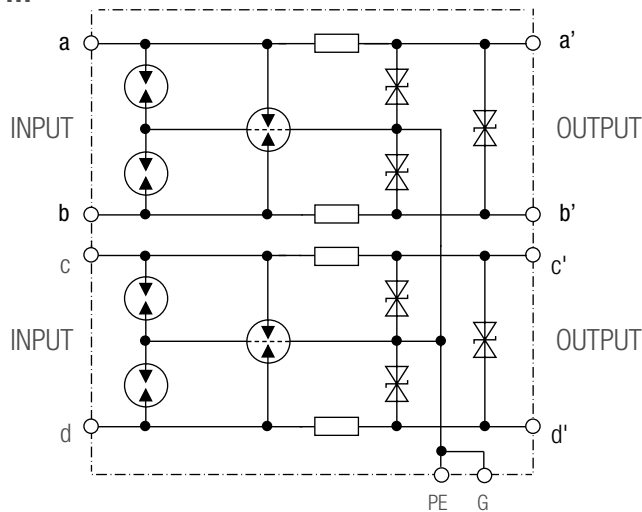 ...
a a’
INPUT OUTPUT
b b’
c c'
INPUT OUTPUT
d d'
PE G